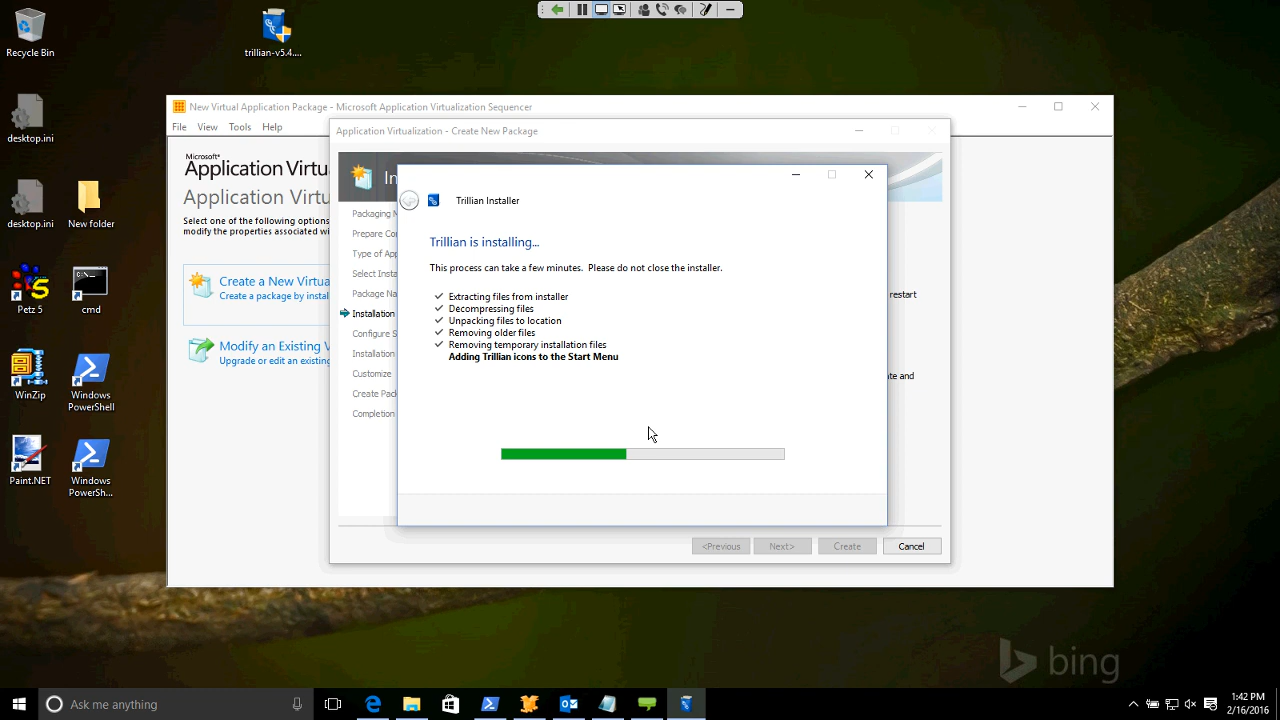 Recycle Bin
trillian-v5.4....
desktop.ini
desktop.ini
New folder
Petz 5
cmd
WinZip
Windows
PowerShell
Paint.NET
Windows
PowerSh...
New Virtual Application Package - Microsoft Application Virtualization Sequencer
File View Tools Help
Microsoft®
Application Virtu
Application Virtu
Select one of the following options
modify the properties associated wi
Create a New Virtua
Create a package by instal
Modify an Existing V
Upgrade or edit an existing
restart
te and
Application Virtualization - Create New Package
In
Packaging M
Prepare Co
Type of Ap
Select Insta
Package Na
Installation
Configure S
Installation
Customize
Create Pack
Completion
Trillian Installer
Trillian is installing...
This process can take a few minutes. Please do not close the installer.
Extracting files from installer
Decompressing files
Unpacking files to location
Removing older files
Removing temporary installation files
Adding Trillian icons to the Start Menu
<Previous Next> Create Cancel
bing
Ask me anything
1:42 PM
2/16/2016